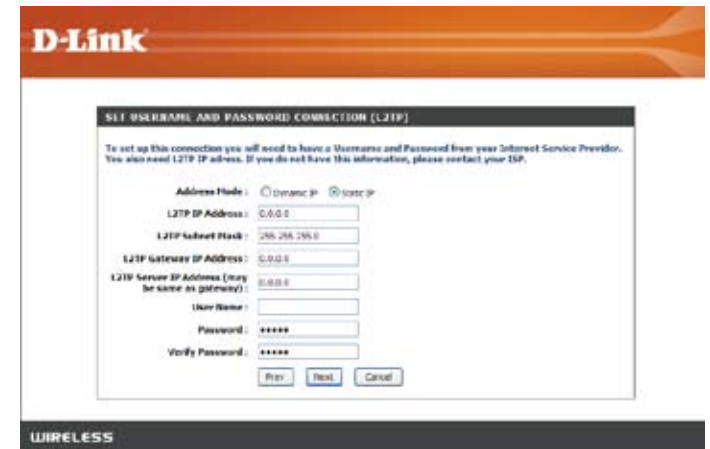 D-Link
SET USERNAME AND PASSWORD CONNECTION (L2TP)
To set up this connection you will need to have a Username and Password from your Internet Service Provider.
You also need L2TP IP adress. If you do not have this information, please contact your ISP.
Address Mode : Dynamic IP Static IP
L2TP IP Address : 0.0.0.0
L2TP Subnet Mask : 255.255.255.0
L2TP Gateway IP Address : 0.0.0.0
L2TP Server IP Address (may
be same as gateway) : 0.0.0.0
User Name :
Password : •••••
Verify Password : •••••
Prev Next Cancel
WIRELESS